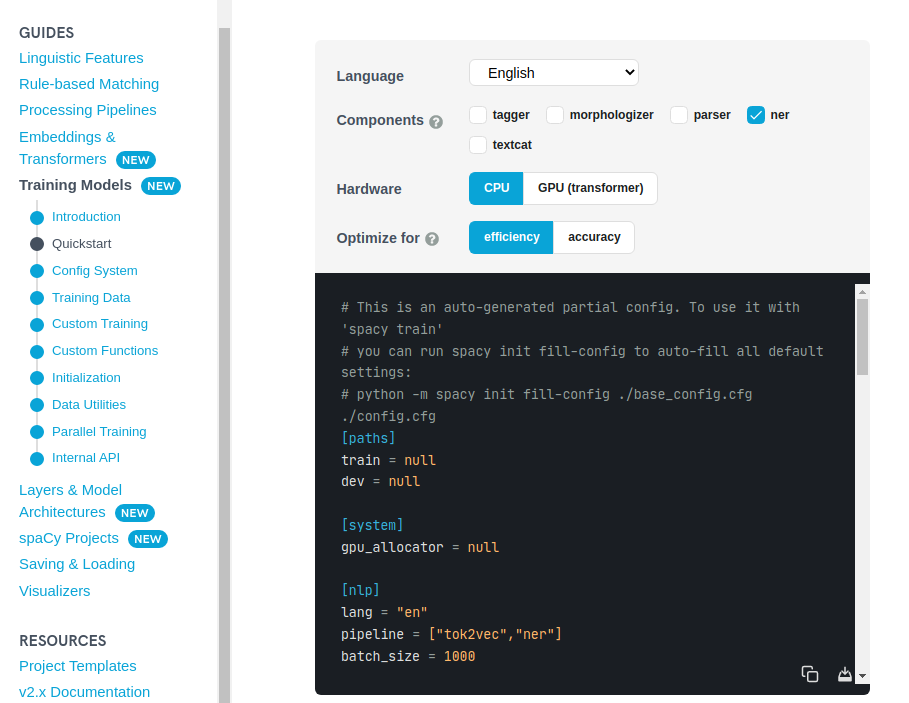 GUIDES
Linguistic Features
Rule-based Matching
Processing Pipelines
Embeddings &
Transformers NEW
Training Models NEW
Introduction
Quickstart
Config System
Training Data
Custom Training
Custom Functions
Initialization
Data Utilities
Parallel Training
Internal API
Layers & Model
Architectures NEW
spaCy Projects NEW
Saving & Loading
Visualizers
RESOURCES
Project Templates
v2.x Documentation
Language English
Components ? tagger morphologizer parser ner
textcat
Hardware CPU GPU (transformer)
Optimize for ? efficiency accuracy
# This is an auto-generated partial config. To use it with
'spacy train'
# you can run spacy init fill-config to auto-fill all default
settings:
# python -m spacy init fill-config ./base_config.cfg
./config.cfg
[paths]
train = null
dev = null
[system]
gpu_allocator = null
[nlp]
lang = "en"
pipeline = ["tok2vec","ner"]
batch_size = 1000